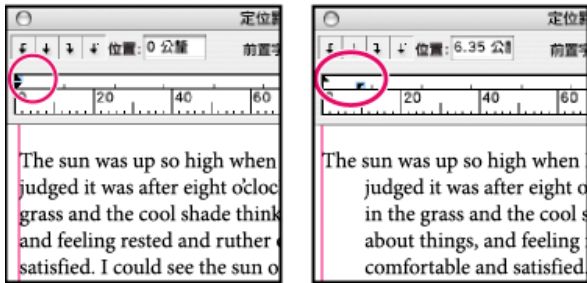 定位
位置: 0 公釐 前置字
20 40 60
The sun was up so high when
judged it was after eight o'cloc
grass and the cool shade think
and feeling rested and ruther
satisfied. I could see the sun o
定位
位置: 6.35 公 前置字
20 40 60
The sun was up so high when
judged it was after eight o
in the grass and the cool s
about things, and feeling
comfortable and satisfied.